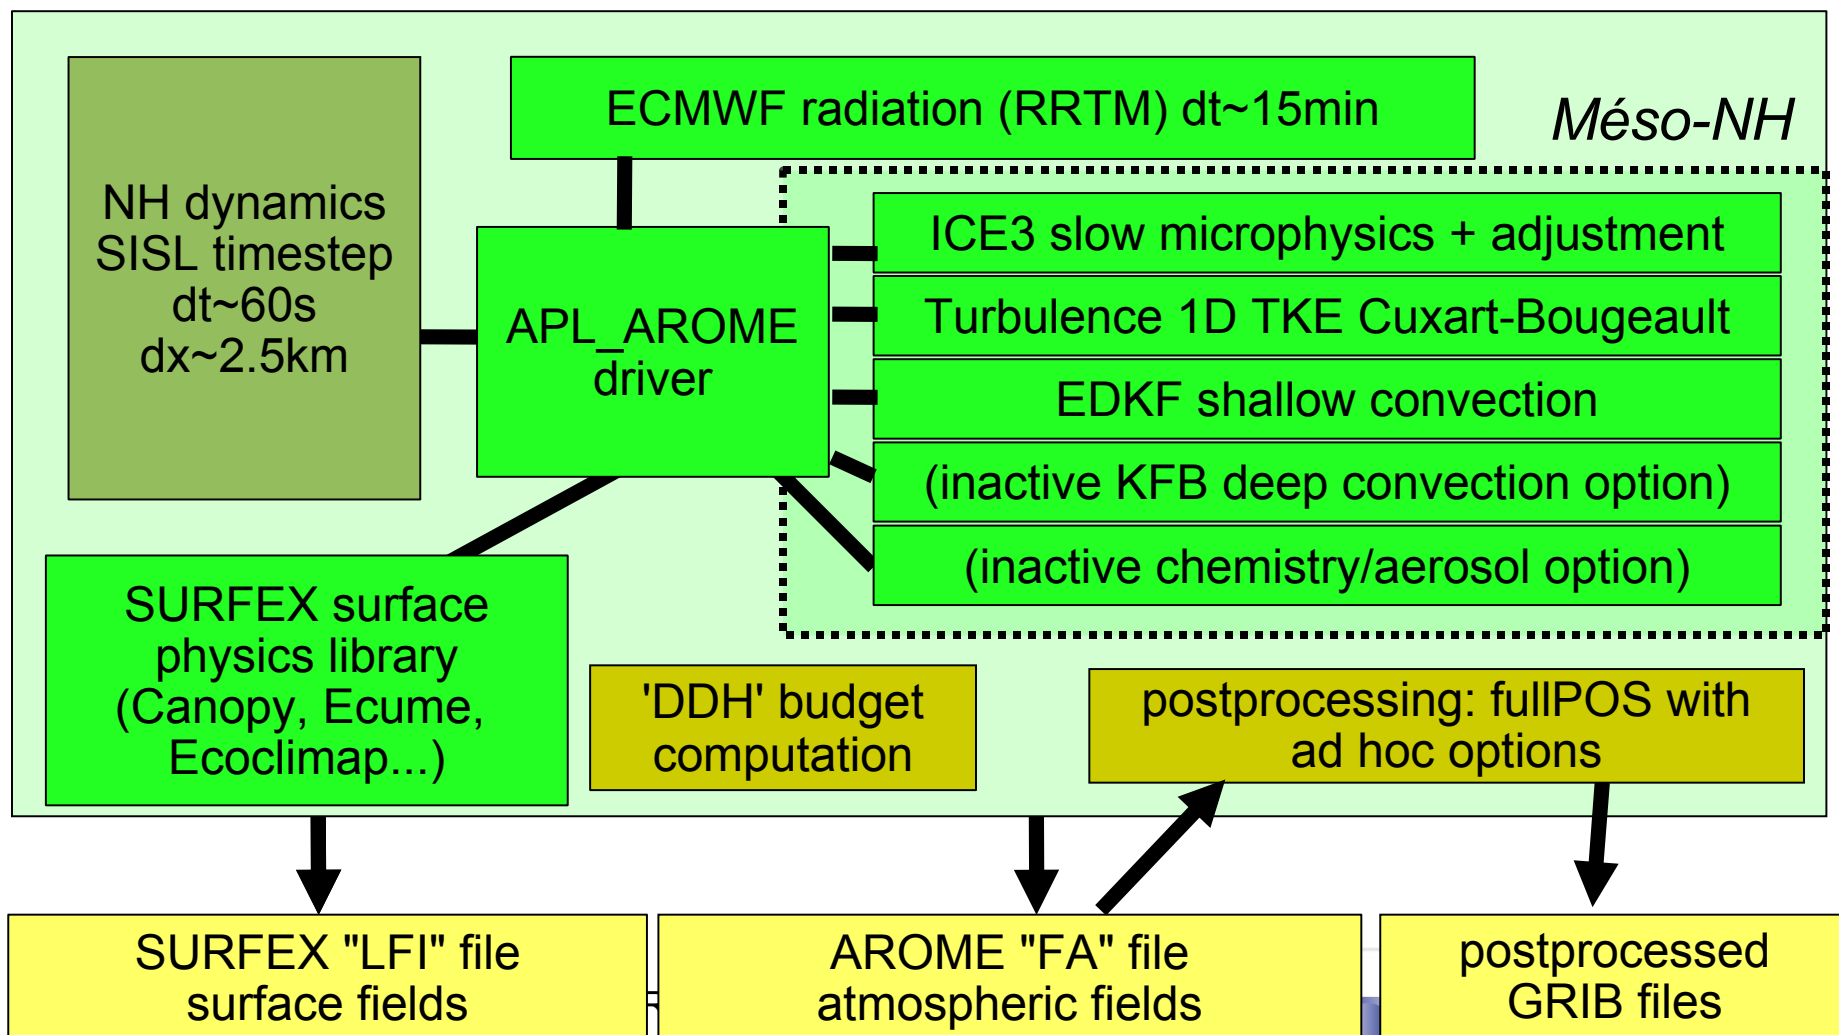 ECMWF radiation (RRTM) dt~15min
Méso-NH
NH dynamics
SISL timestep
dt~60s
dx~2.5km
APL_AROME
driver
ICE3 slow microphysics + adjustment
Turbulence 1D TKE Cuxart-Bougeault
EDKF shallow convection
(inactive KFB deep convection option)
(inactive chemistry/aerosol option)
SURFEX surface
physics library
(Canopy, Ecume,
Ecoclimap...)
'DDH' budget
computation
postprocessing: fullPOS with
ad hoc options
SURFEX "LFI" file
surface fields
AROME "FA" file
atmospheric fields
postprocessed
GRIB files